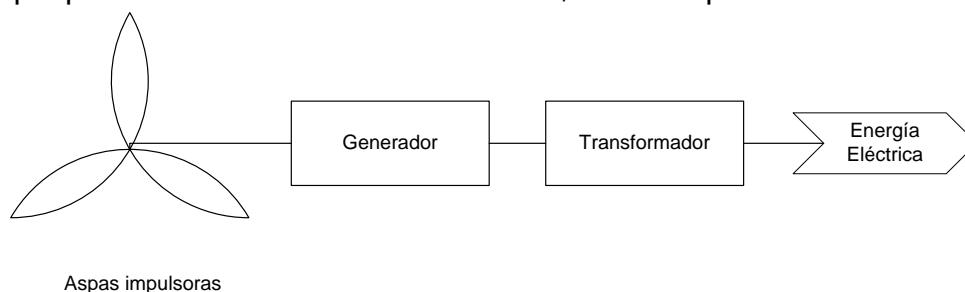 Generador
Transformador
Energía
Eléctrica
Aspas impulsoras